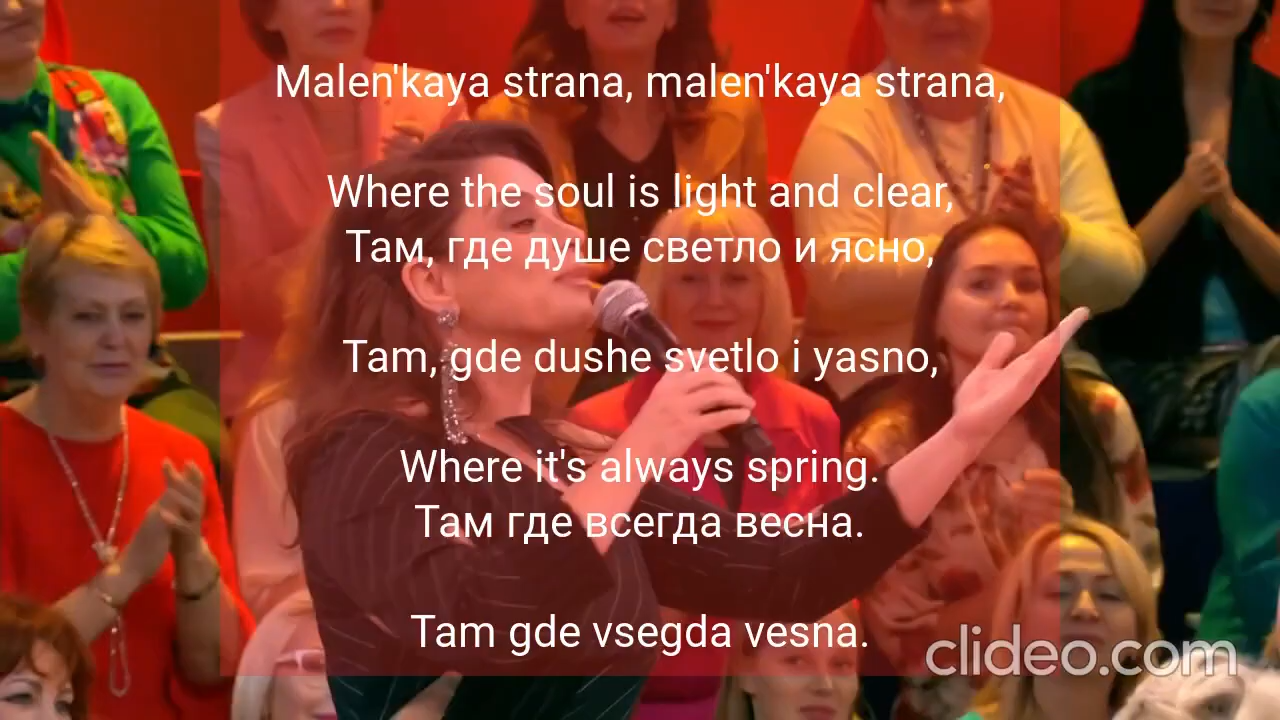 Malen'kaya strana, malen'kaya strana,
Where the soul is light and clear,
Там, где душе светло и ясно,
Tam, gde dushe svetlo i yasno,
Where it's always spring.
Там где всегда весна.
Tam gde vsegda vesna.
clideo.com